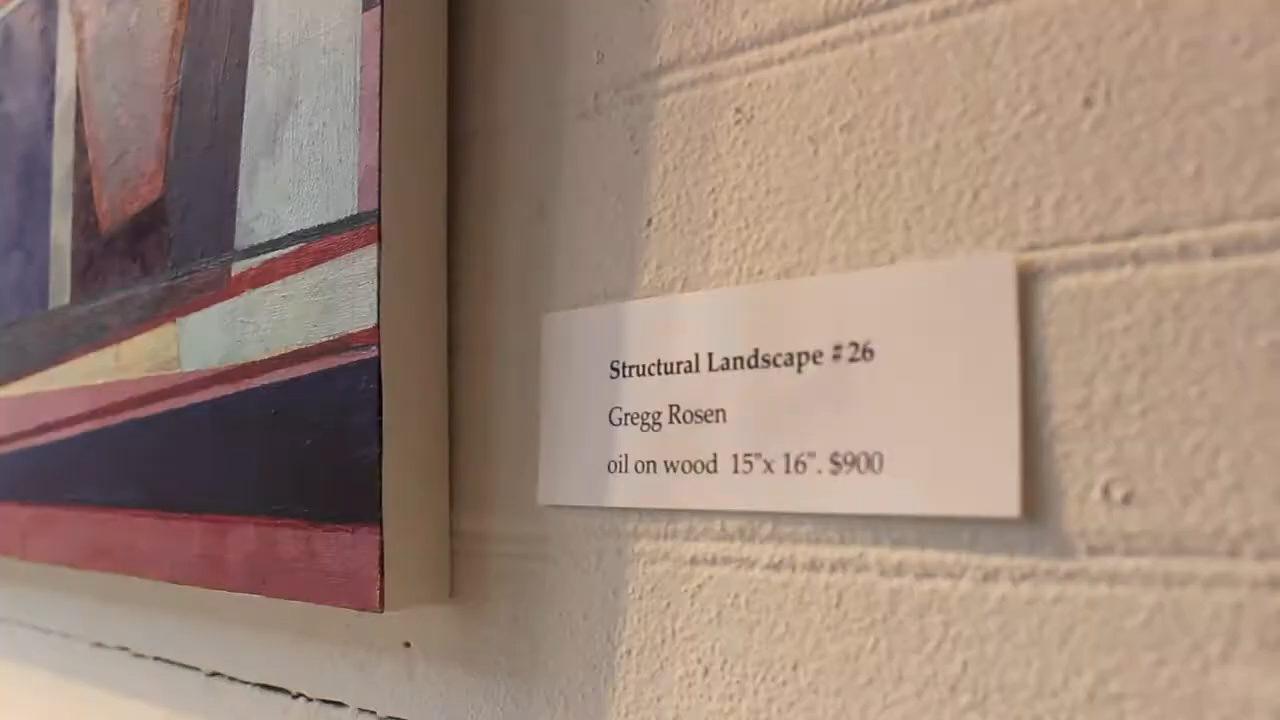 Structural Landscape #26
Gregg Rosen
oil on wood 15"x 16". $900